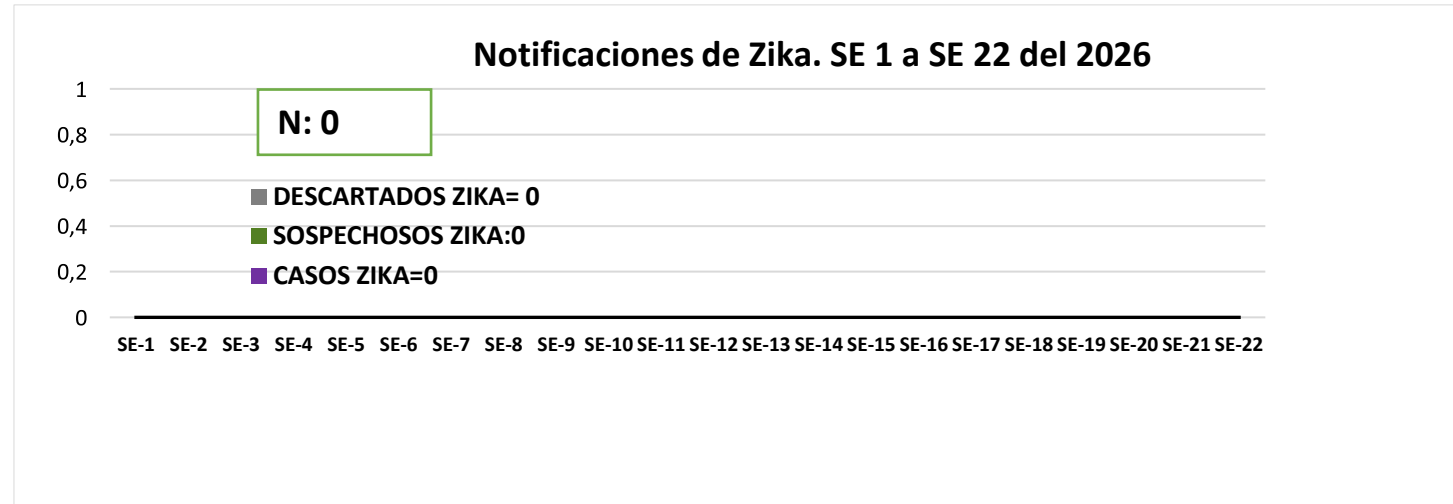 Notificaciones de Zika. SE 1 a SE 22 del 2026
1
N: 0
0,8
0,6
DESCARTADOS ZIKA= 0
0,4
SOSPECHOSOS ZIKA:0
0,2
CASOS ZIKA=0
0
SE-1 SE-2 SE-3 SE-4 SE-5 SE-6 SE-7 SE-8 SE-9 SE-10 SE-11 SE-12 SE-13 SE-14 SE-15 SE-16 SE-17 SE-18 SE-19 SE-20 SE-21 SE-22